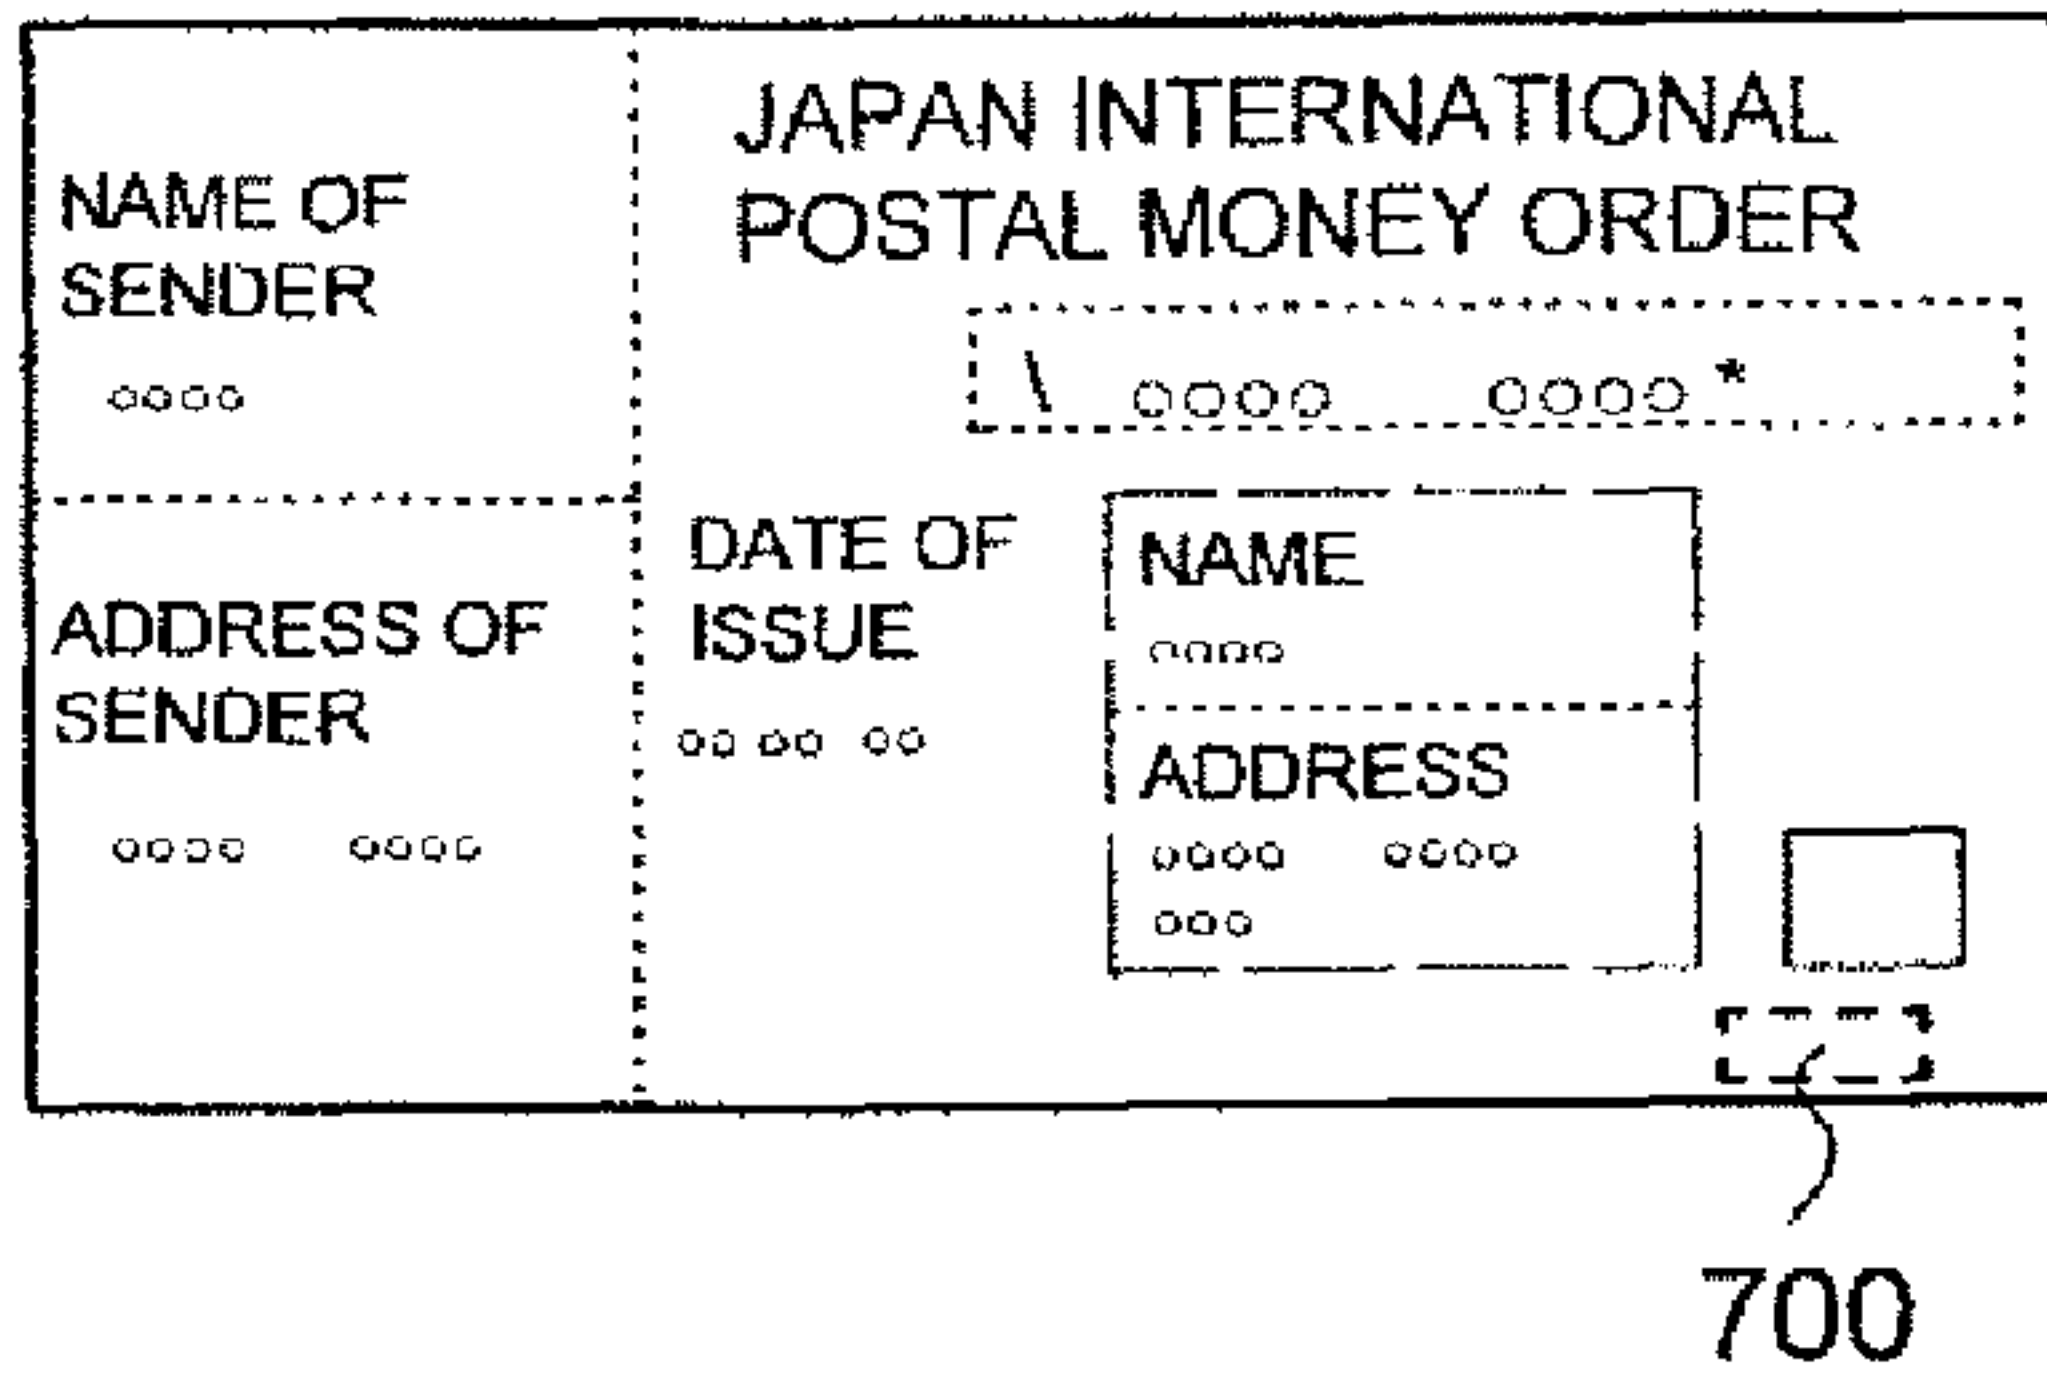 NAME OF
SENDER
○○○○
ADDRESS OF
SENDER
○○○○ ○○○○
JAPAN INTERNATIONAL
POSTAL MONEY ORDER
\ ○○○○ ○○○○*
DATE OF
ISSUE
○○ ○○ ○○
NAME
○○○○
ADDRESS
○○○○ ○○○○
○○○
700